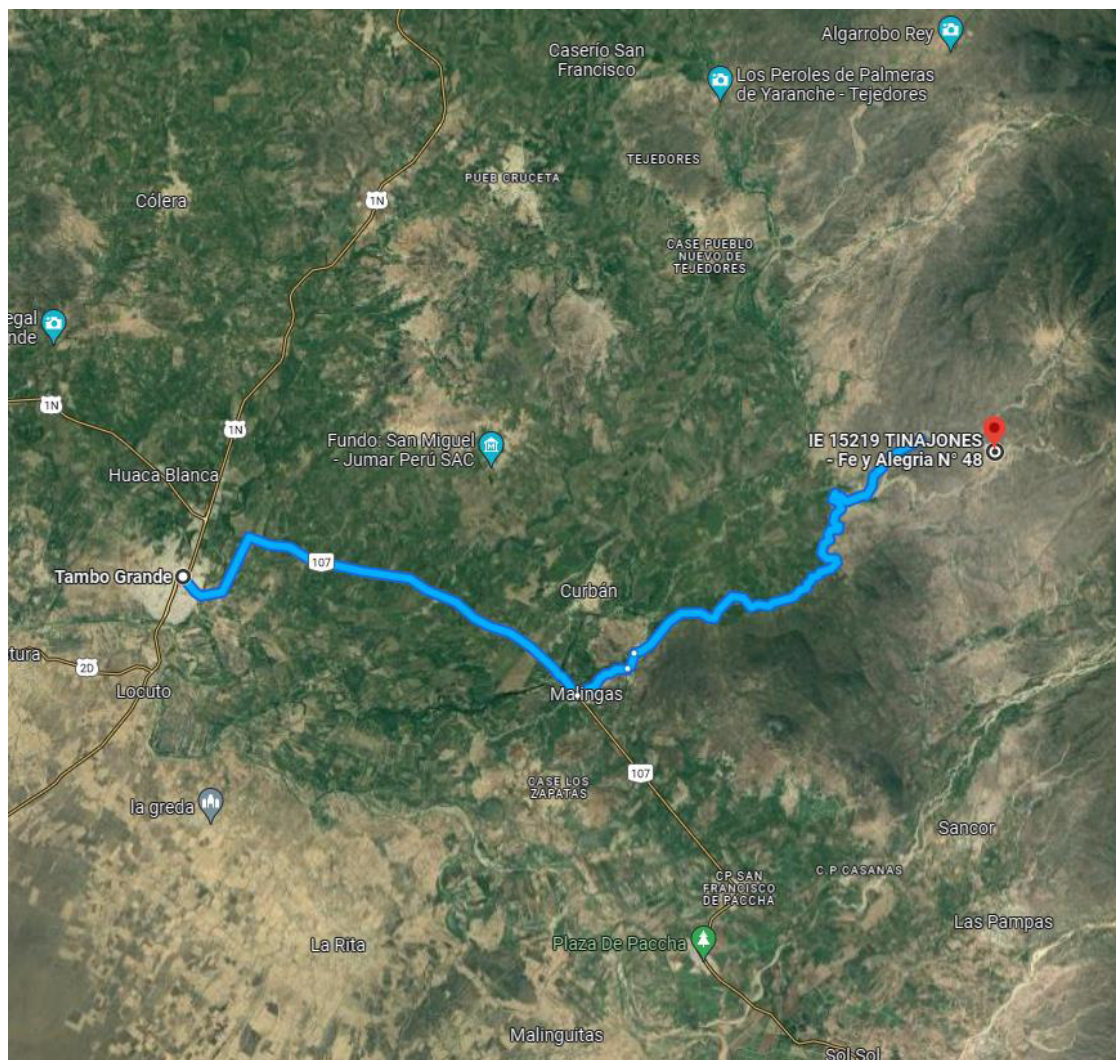 Algarrobo Rey
Caserío San
Francisco
Los Peroles de Palmeras
de Yaranche - Tejedores
TEJEDORES
PUEB CRUCETA
1N
Cólera
CASE PUEBLO
NUEVO DE
TEJEDORES
egal
nde
1N
1N
Fundo: San Miguel
- Jumar Perú SAC
IE 15219 TINAJONES
- Fe y Alegria N° 48
Huaca Blanca
Tambo Grande
107
Curbán
tura
2D
Locuto
Malingas
107
CASE LOS
ZAPATAS
la greda
Sancor
C.P CASANAS
CP SAN
FRANCISCO
DE PACCHA
Las Pampas
La Rita
Plaza De Paccha
Malinguitas
Sol Sol